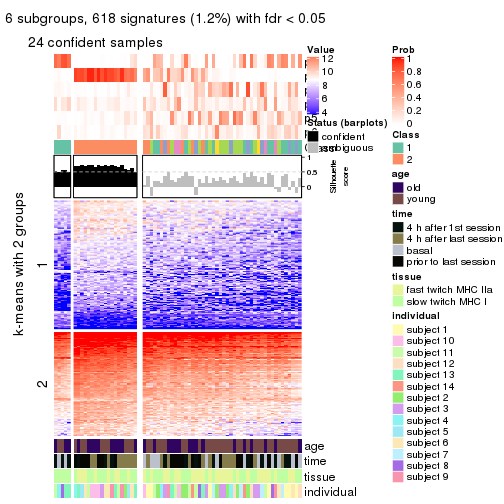 6 subgroups, 618 signatures (1.2%) with fdr < 0.05
24 confident samples
k-means with 2 groups
1
2
1
0.5
0
Silhouette
score
age
time
tissue
individual
Value
12
10
8
6
4
Status (barplots)
confident
ambiguous
Prob
1
0.8
0.6
0.4
0.2
0
Class
1
2
age
old
young
time
4 h after 1st session
4 h after last session
basal
prior to last session
tissue
fast twitch MHC IIa
slow twitch MHC I
individual
subject 1
subject 10
subject 11
subject 12
subject 13
subject 14
subject 2
subject 3
subject 4
subject 5
subject 6
subject 7
subject 8
subject 9